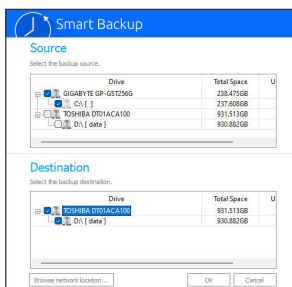 Smart Backup
Source
Select the backup source.
Drive Total Space U
GIGABYTE GP-GST256G 238.475GB
C:\ [ ] 237.608GB
TOSHIBA DT01ACA100 931.513GB
D:\ [ data ] 930.882GB
Destination
Select the backup destination.
Drive Total Space U
TOSHIBA DT01ACA100 931.513GB
D:\ [ data ] 930.882GB
Browse network location... Ok Cancel